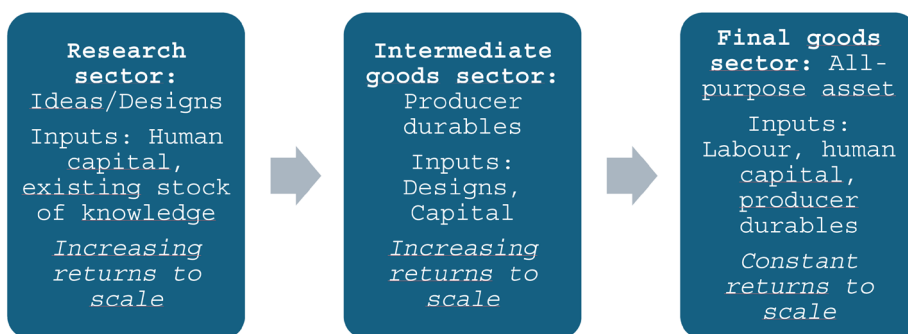 Research
sector:
Ideas/Designs
Inputs: Human
capital,
existing stock
of knowledge
Increasing
returns to
scale
Intermediate
goods sector:
Producer
durables
Inputs:
Designs,
Capital
Increasing
returns to
scale
Final goods
sector: All-
purpose asset
Inputs:
Labour, human
capital,
producer
durables
Constant
returns to
scale